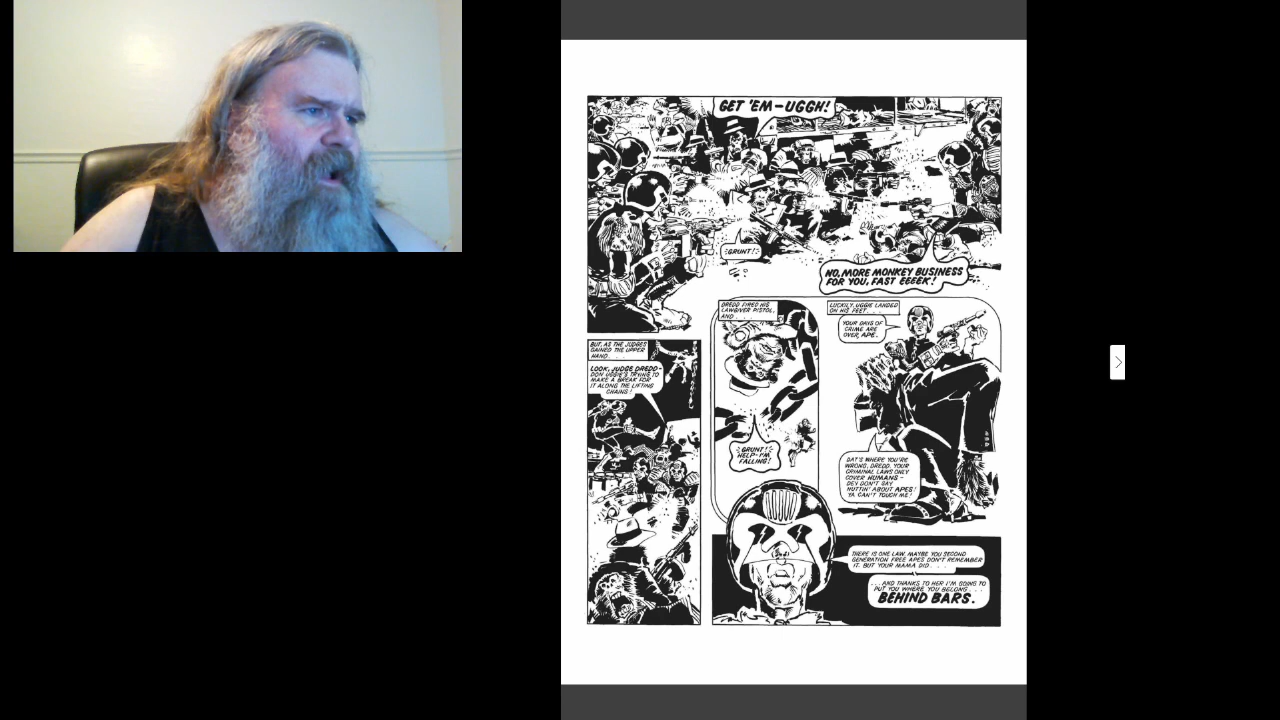 GET 'EM-UGGH!
GRUNT!
NO, MORE MONKEY BUSINESS
FOR YOU, FAST EEEEK!
BUT, AS THE JUDGES
GAINED THE UPPER
HAND . . . .
LOOK, JUDGE DREDD-
DON UGGIE'S TRYING TO
MAKE A BREAK FOR
IT ALONG THE LIFTING
CHAINS!
DREDD FIRED HIS
LAWGIVER PISTOL,
AND . . .
GRUNT!
HELP-I'M
FALLING!
LUCKILY, UGGIE LANDED
ON HIS FEET . . .
YOUR DAYS OF
CRIME ARE
OVER, APE.
DAT'S WHERE YOU'RE
WRONG, DREDD. YOUR
CRIMINAL LAWS ONLY
COVER HUMANS-
DEY DON'T SAY
NUTTIN' ABOUT APES!
YA CAN'T TOUCH ME!
THERE IS ONE LAW. MAYBE YOU SECOND
GENERATION FREE APES DON'T REMEMBER
IT. BUT YOUR MAMA DID . . . .
. . . AND THANKS TO HER I'M GOING TO
PUT YOU WHERE YOU BELONG . . .
BEHIND BARS.